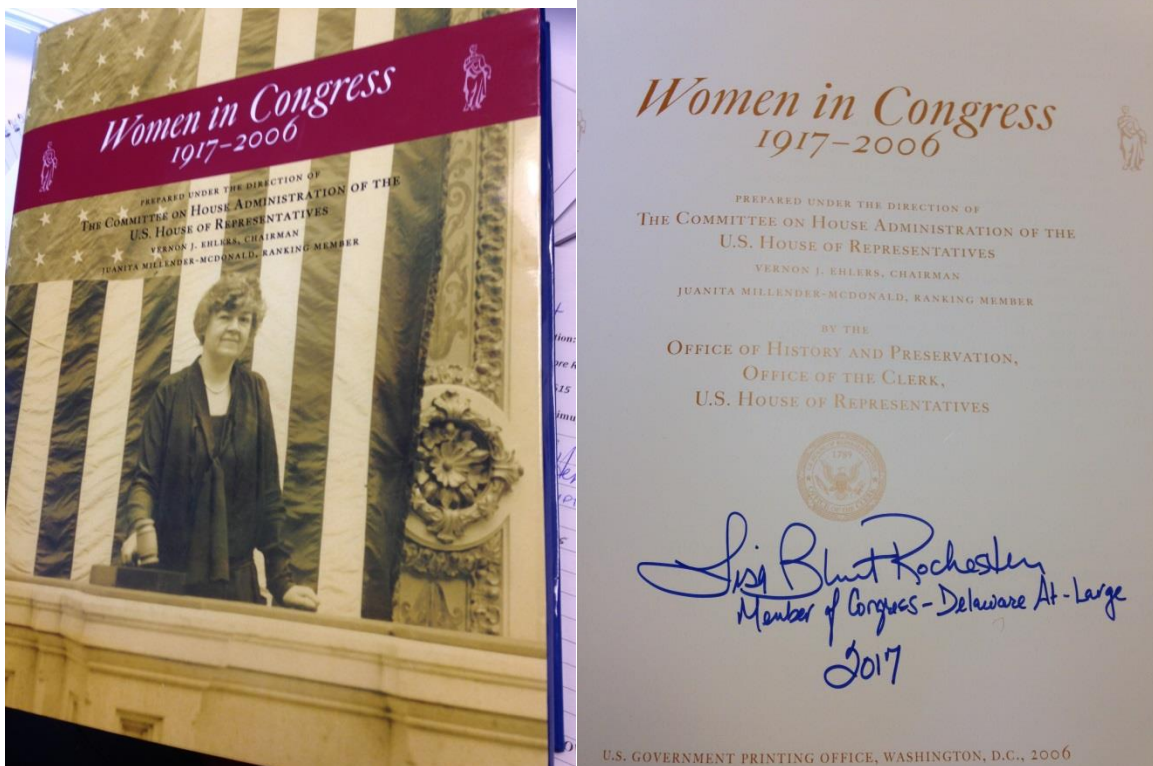 Women in Congress
1917–2006
PREPARED UNDER THE DIRECTION OF
THE COMMITTEE ON HOUSE ADMINISTRATION OF THE
U.S. HOUSE OF REPRESENTATIVES
VERNON J. EHLERS, CHAIRMAN
JUANITA MILLENDER-MCDONALD, RANKING MEMBER
Women in Congress
1917–2006
PREPARED UNDER THE DIRECTION OF
THE COMMITTEE ON HOUSE ADMINISTRATION OF THE
U.S. HOUSE OF REPRESENTATIVES
VERNON J. EHLERS, CHAIRMAN
JUANITA MILLENDER-MCDONALD, RANKING MEMBER
BY THE
OFFICE OF HISTORY AND PRESERVATION,
OFFICE OF THE CLERK,
U.S. HOUSE OF REPRESENTATIVES
1789
Lisa Blunt Rochester
Member of Congress - Delaware At-Large
2017
U.S. GOVERNMENT PRINTING OFFICE, WASHINGTON, D.C., 2006